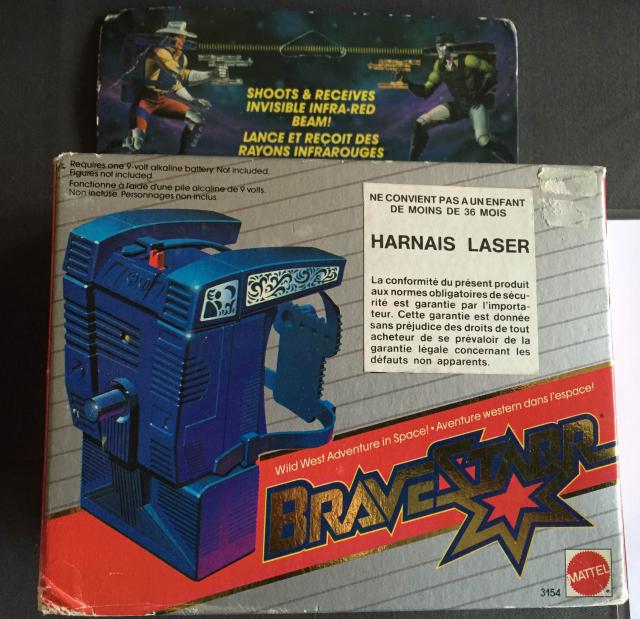 SHOOTS & RECEIVES
INVISIBLE INFRA-RED
BEAM!
LANCE ET REÇOIT DES
RAYONS INFRAROUGES
Requires one 9-volt alkaline battery. Not included.
Figures not included.
Fonctionne à l'aide d'une pile alcaline de 9 volts.
Non incluse. Personnages non inclus.
NE CONVIENT PAS A UN ENFANT
DE MOINS DE 36 MOIS
HARNAIS LASER
La conformité du présent produit
aux normes obligatoires de sécu-
rité est garantie par l'importa-
teur. Cette garantie est donnée
sans préjudice des droits de tout
acheteur de se prévaloir de la
garantie légale concernant les
défauts non apparents.
Wild West Adventure in Space! • Aventure western dans l'espace!
BRAVESTARR
MATTEL
3154